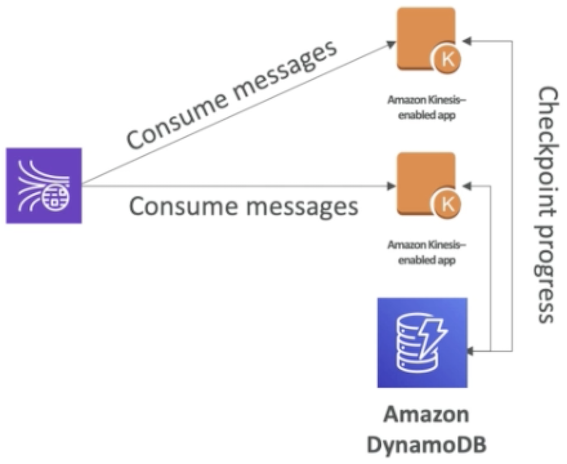 Consume messages
K
Amazon Kinesis–
enabled app
Consume messages
K
Amazon Kinesis–
enabled app
Checkpoint progress
Amazon
DynamoDB